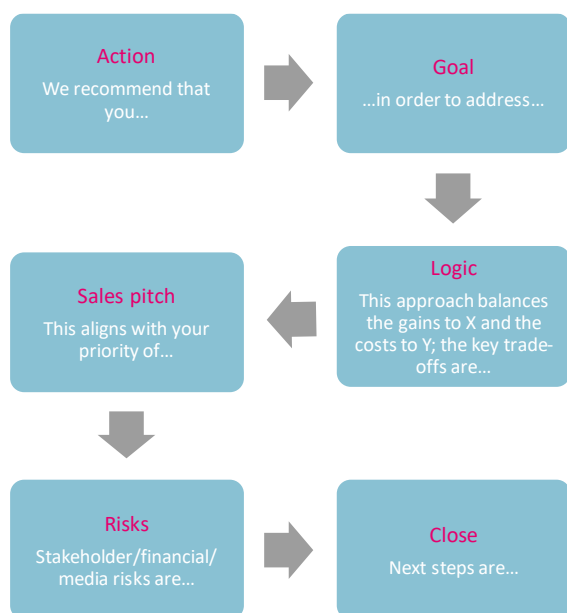 Action
We recommend that
you…
Goal
…in order to address…
Logic
This approach balances
the gains to X and the
costs to Y; the key trade-
offs are…
Sales pitch
This aligns with your
priority of…
Risks
Stakeholder/financial/
media risks are…
Close
Next steps are…